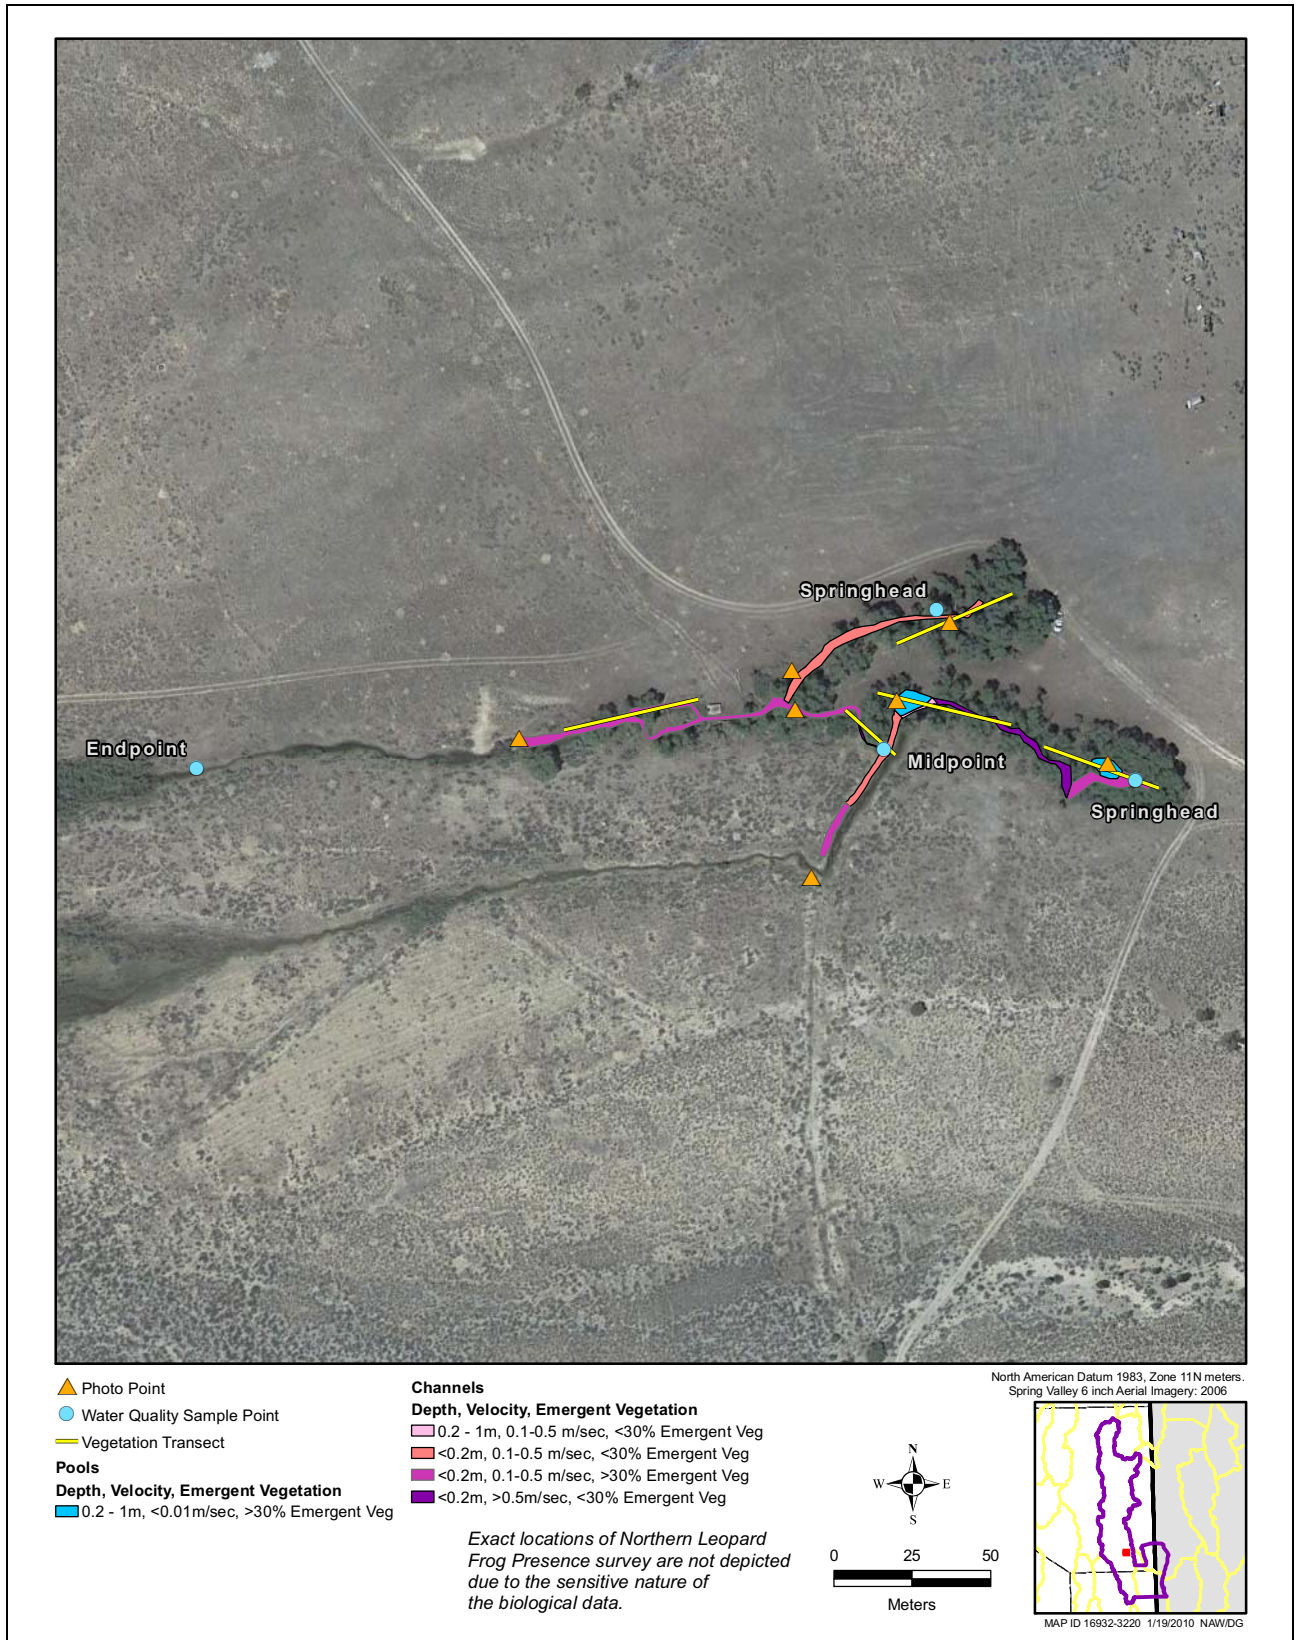 Springhead
Endpoint
Midpoint
Springhead
Photo Point
Water Quality Sample Point
Vegetation Transect
Pools
Depth, Velocity, Emergent Vegetation
0.2 - 1m, <0.01m/sec, >30% Emergent Veg
Channels
Depth, Velocity, Emergent Vegetation
0.2 - 1m, 0.1-0.5 m/sec, <30% Emergent Veg
<0.2m, 0.1-0.5 m/sec, <30% Emergent Veg
<0.2m, 0.1-0.5 m/sec, >30% Emergent Veg
<0.2m, >0.5m/sec, <30% Emergent Veg
Exact locations of Northern Leopard
Frog Presence survey are not depicted
due to the sensitive nature of
the biological data.
N
W E
S
0 25 50
Meters
North American Datum 1983, Zone 11N meters.
Spring Valley 6 inch Aerial Imagery: 2006
MAP ID 16932-3220 1/19/2010 NAW/DG